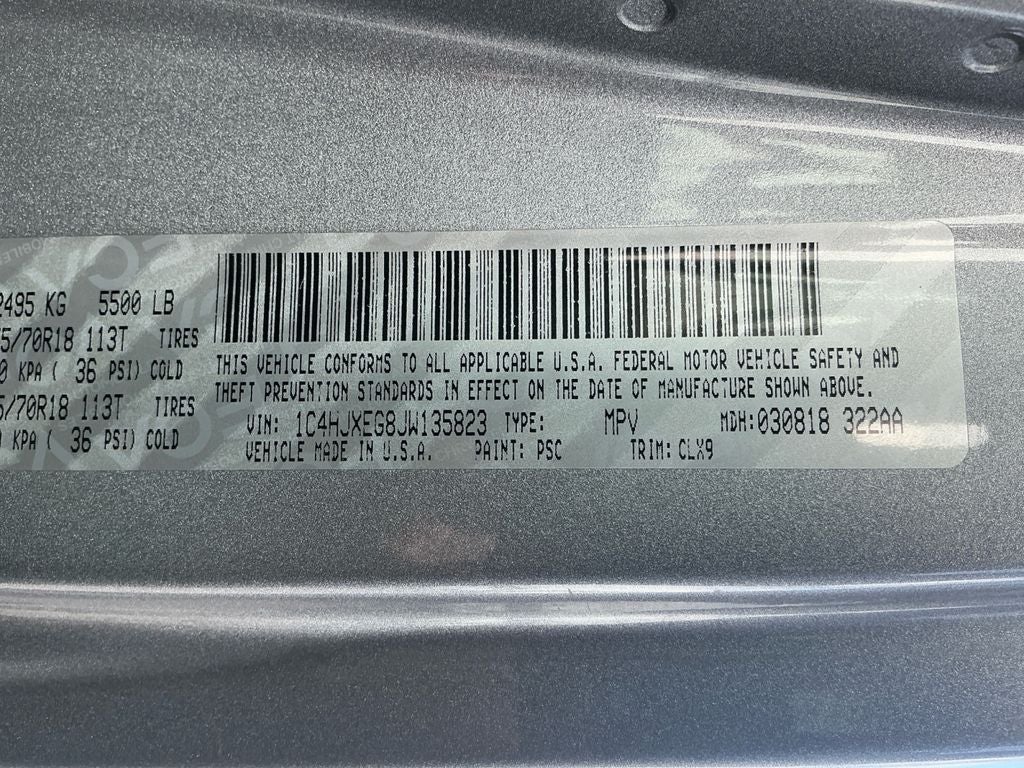 2495 KG 5500 LB
5/70R18 113T TIRES
0 KPA ( 36 PSI) COLD
5/70R18 113T TIRES
0 KPA ( 36 PSI) COLD
THIS VEHICLE CONFORMS TO ALL APPLICABLE U.S.A. FEDERAL MOTOR VEHICLE SAFETY AND
THEFT PREVENTION STANDARDS IN EFFECT ON THE DATE OF MANUFACTURE SHOWN ABOVE.
VIN: 1C4HJXEG8JW135823 TYPE: MPV MDH: 030818 322AA
VEHICLE MADE IN U.S.A. PAINT: PSC TRIM: CLX9